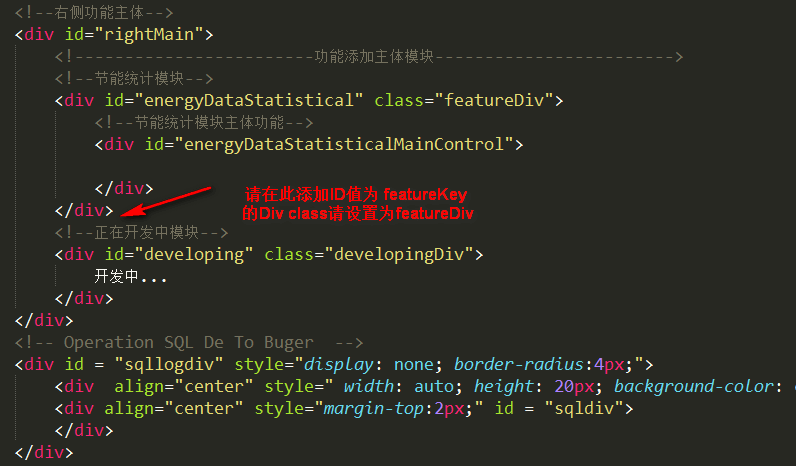 <!--右侧功能主体-->
<div id="rightMain">
<!------------------------功能添加主体模块------------------------>
<!--节能统计模块-->
<div id="energyDataStatistical" class="featureDiv">
<!--节能统计模块主体功能-->
<div id="energyDataStatisticalMainControl">
</div>
请在此添加ID值为 featureKey
的Div class请设置为featureDiv
</div>
<!--正在开发中模块-->
<div id="developing" class="developingDiv">
开发中...
</div>
</div>
<!-- Operation SQL De To Buger  -->
<div id = "sqllogdiv" style="display: none; border-radius:4px;">
<div  align="center" style=" width: auto; height: 20px; background-color:
<div align="center" style="margin-top:2px;" id = "sqldiv">
</div>
</div>